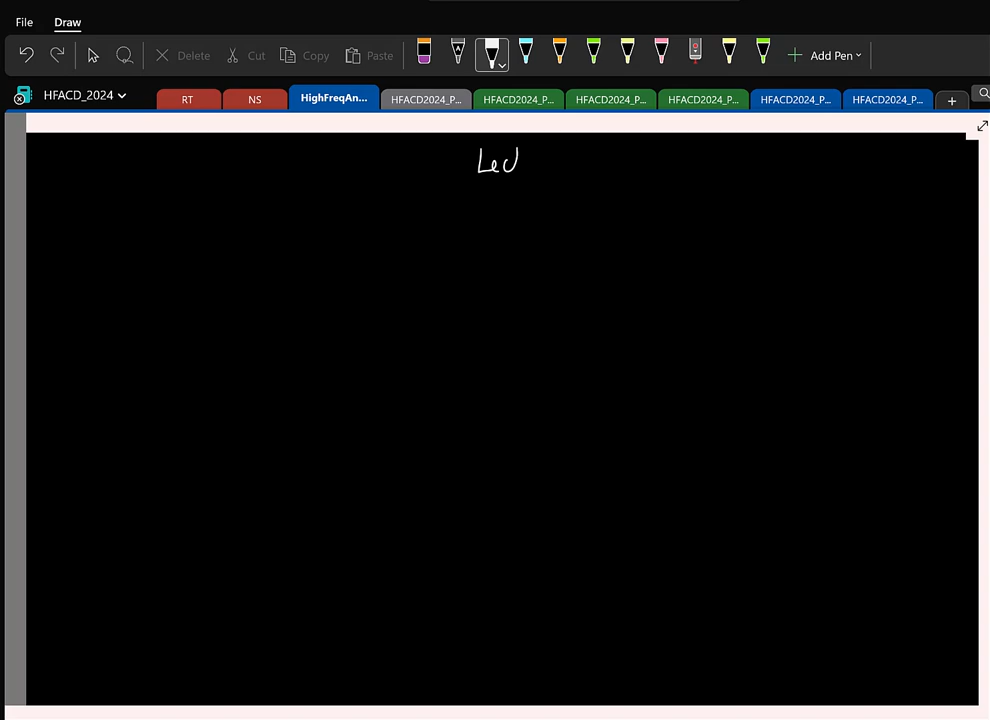 File Draw
Delete Cut Copy Paste A Add Pen
HFACD_2024 RT NS HighFreqAn... HFACD2024_P... HFACD2024_P... HFACD2024_P... HFACD2024_P... HFACD2024_P... HFACD2024_P... +